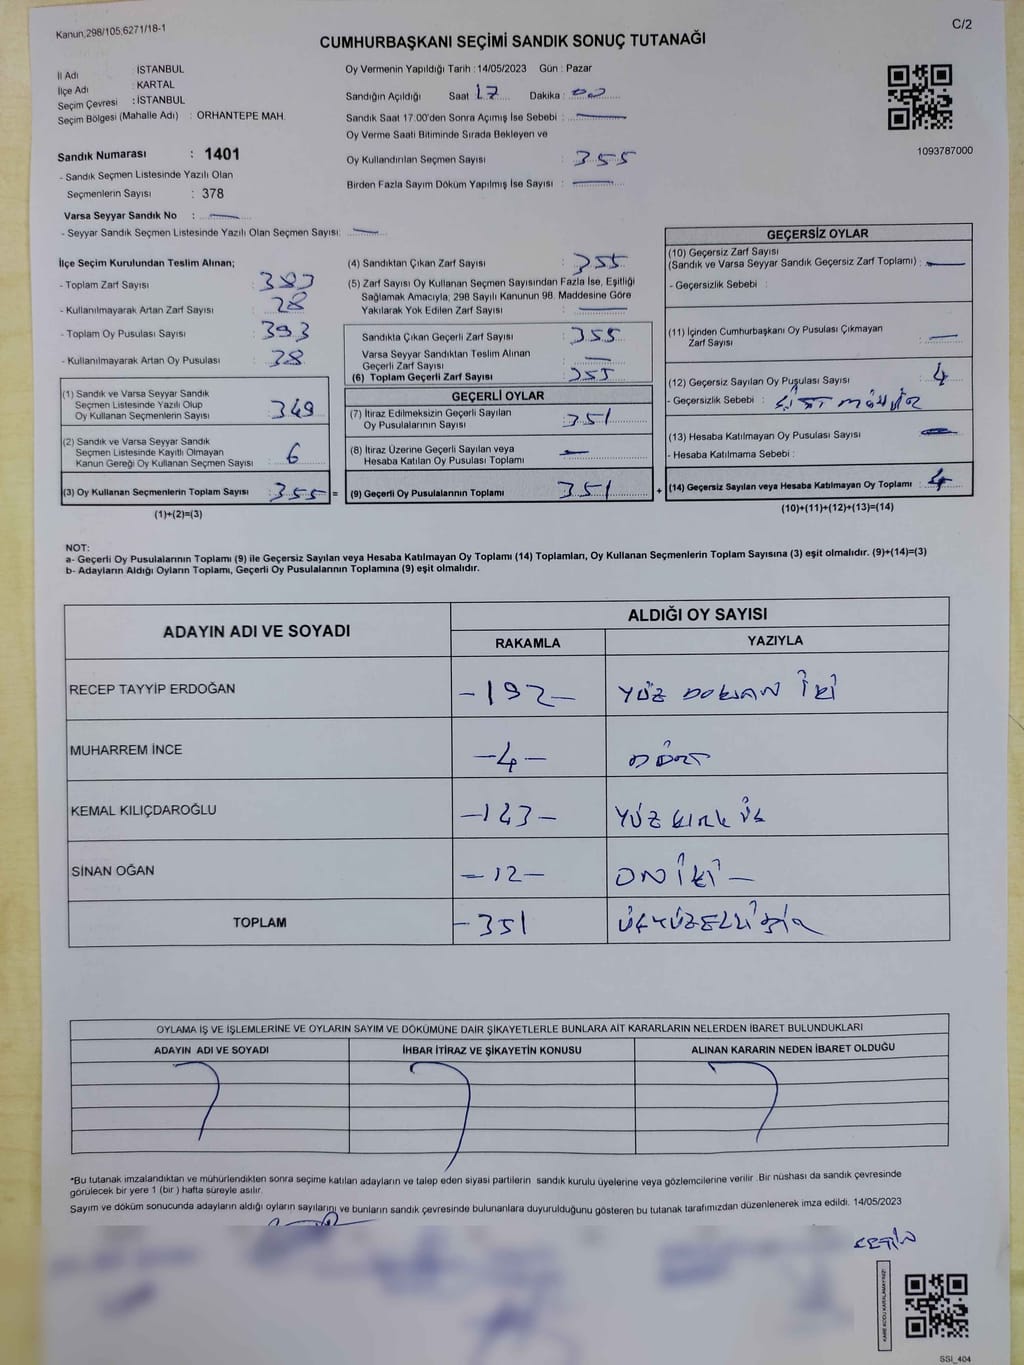 Kanun;298/105;6271/18-1
C/2
CUMHURBAŞKANI SEÇİMİ SANDIK SONUÇ TUTANAĞI
İl Adı : İSTANBUL
İlçe Adı : KARTAL
Seçim Çevresi : İSTANBUL
Seçim Bölgesi (Mahalle Adı) : ORHANTEPE MAH.
Oy Vermenin Yapıldığı Tarih : 14/05/2023 Gün : Pazar
Sandığın Açıldığı Saat 17 Dakika : 00
Sandık Saat 17.00'den Sonra Açımış İse Sebebi :
Oy Verme Saati Bitiminde Sırada Bekleyen ve
Oy Kullandırılan Seçmen Sayısı : 355
Birden Fazla Sayım Döküm Yapılmış İse Sayısı :
1093787000
Sandık Numarası : 1401
- Sandık Seçmen Listesinde Yazılı Olan
Seçmenlerin Sayısı : 378
Varsa Seyyar Sandık No :
- Seyyar Sandık Seçmen Listesinde Yazılı Olan Seçmen Sayısı:
İlçe Seçim Kurulundan Teslim Alınan;
- Toplam Zarf Sayısı : 383
- Kullanılmayarak Artan Zarf Sayısı : 28
- Toplam Oy Pusulası Sayısı : 393
- Kullanılmayarak Artan Oy Pusulası : 38
(1) Sandık ve Varsa Seyyar Sandık
Seçmen Listesinde Yazılı Olup
Oy Kullanan Seçmenlerin Sayısı : 349
(2) Sandık ve Varsa Seyyar Sandık
Seçmen Listesinde Kayıtlı Olmayan
Kanun Gereği Oy Kullanan Seçmen Sayısı : 6
(3) Oy Kullanan Seçmenlerin Toplam Sayısı : 355 =
(1)+(2)=(3)
(4) Sandıktan Çıkan Zarf Sayısı : 355
(5) Zarf Sayısı Oy Kullanan Seçmen Sayısından Fazla İse, Eşitliği
Sağlamak Amacıyla; 298 Sayılı Kanunun 98. Maddesine Göre
Yakılarak Yok Edilen Zarf Sayısı :
Sandıkta Çıkan Geçerli Zarf Sayısı : 355
Varsa Seyyar Sandıktan Teslim Alınan
Geçerli Zarf Sayısı :
(6) Toplam Geçerli Zarf Sayısı : 355
GEÇERLİ OYLAR
(7) İtiraz Edilmeksizin Geçerli Sayılan
Oy Pusulalarının Sayısı : 351
(8) İtiraz Üzerine Geçerli Sayılan veya
Hesaba Katılan Oy Pusulası Toplamı :
(9) Geçerli Oy Pusulalarının Toplamı : 351 +
GEÇERSİZ OYLAR
(10) Geçersiz Zarf Sayısı
(Sandık ve Varsa Seyyar Sandık Geçersiz Zarf Toplamı) :
- Geçersizlik Sebebi :
(11) İçinden Cumhurbaşkanı Oy Pusulası Çıkmayan
Zarf Sayısı :
(12) Geçersiz Sayılan Oy Pusulası Sayısı : 4
- Geçersizlik Sebebi :
(13) Hesaba Katılmayan Oy Pusulası Sayısı :
- Hesaba Katılmama Sebebi :
(14) Geçersiz Sayılan veya Hesaba Katılmayan Oy Toplamı : 4
(10)+(11)+(12)+(13)=(14)
NOT:
a- Geçerli Oy Pusulalarının Toplamı (9) ile Geçersiz Sayılan veya Hesaba Katılmayan Oy Toplamı (14) Toplamları, Oy Kullanan Seçmenlerin Toplam Sayısına (3) eşit olmalıdır. (9)+(14)=(3)
b- Adayların Aldığı Oyların Toplamı, Geçerli Oy Pusulalarının Toplamına (9) eşit olmalıdır.
ADAYIN ADI VE SOYADI
ALDIĞI OY SAYISI
RAKAMLA YAZIYLA
RECEP TAYYİP ERDOĞAN -192- YÜZ DOKSAN İKİ
MUHARREM İNCE -4- DÖRT
KEMAL KILIÇDAROĞLU -143- YÜZ KIRK ÜÇ
SİNAN OĞAN -12- ON İKİ -
TOPLAM -351 ÜÇYÜZELLİBİR
OYLAMA İŞ VE İŞLEMLERİNE VE OYLARIN SAYIM VE DÖKÜMÜNE DAİR ŞİKAYETLERLE BUNLARA AİT KARARLARIN NELERDEN İBARET BULUNDUKLARI
ADAYIN ADI VE SOYADI İHBAR İTİRAZ VE ŞİKAYETİN KONUSU ALINAN KARARIN NEDEN İBARET OLDUĞU
*Bu tutanak imzalandıktan ve mühürlendikten sonra seçime katılan adayların ve talep eden siyasi partilerin sandık kurulu üyelerine veya gözlemcilerine verilir .Bir nüshası da sandık çevresinde
görülecek bir yere 1 (bir ) hafta süreyle asılır.
Sayım ve döküm sonucunda adayların aldığı oyların sayılarını ve bunların sandık çevresinde bulunanlara duyurulduğunu gösteren bu tutanak tarafımızdan düzenlenerek imza edildi. 14/05/2023
KARE KODU KARALAMAYINIZ!
SSİ_404